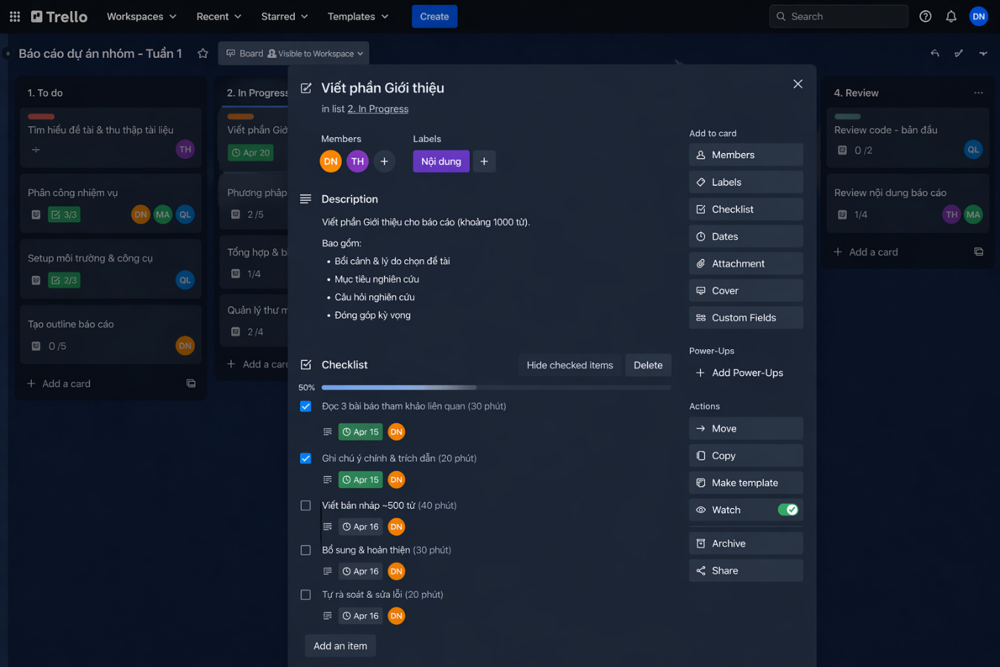 Trello
Workspaces
Recent
Starred
Templates
Create
Search
DN
Báo cáo dự án nhóm - Tuần 1
Board
Visible to Workspace
1. To do
Tìm hiểu đề tài & thu thập tài liệu
TH
Phân công nhiệm vụ
3/3
DN
MA
QL
Setup môi trường & công cụ
2/3
QL
Tạo outline báo cáo
0 /5
DN
+ Add a card
2. In Progress
Viết phần Giớ
Apr 20
Phương pháp
2 /5
Tổng hợp & b
1/4
Quản lý thư m
2 /4
+ Add a card
Viết phần Giới thiệu
in list 2. In Progress
Members
DN
TH
+
Labels
Nội dung
+
Description
Viết phần Giới thiệu cho báo cáo (khoảng 1000 từ).
Bao gồm:
• Bối cảnh & lý do chọn đề tài
• Mục tiêu nghiên cứu
• Câu hỏi nghiên cứu
• Đóng góp kỳ vọng
Checklist
Hide checked items
Delete
50%
Đọc 3 bài báo tham khảo liên quan (30 phút)
Apr 15
DN
Ghi chú ý chính & trích dẫn (20 phút)
Apr 15
DN
Viết bản nháp ~500 từ (40 phút)
Apr 16
DN
Bổ sung & hoàn thiện (30 phút)
Apr 16
DN
Tự rà soát & sửa lỗi (20 phút)
Apr 16
DN
Add an item
Add to card
Members
Labels
Checklist
Dates
Attachment
Cover
Custom Fields
Power-Ups
+ Add Power-Ups
Actions
Move
Copy
Make template
Watch
Archive
Share
4. Review
Review code - bản đầu
0 /2
QL
Review nội dung báo cáo
1/4
TH
MA
+ Add a card